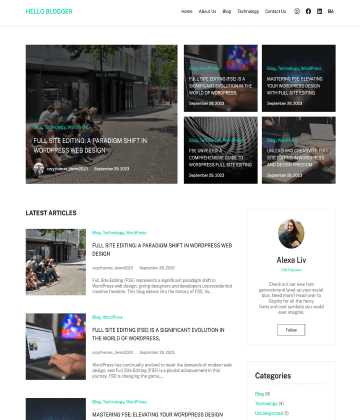 HELLO BLOGGER
Home About Us Blog Technology Contact Us
Blog, Technology, WordPress
FULL SITE EDITING: A PARADIGM SHIFT IN
WORDPRESS WEB DESIGN
September 29, 2023
Blog, WordPress
FULL SITE EDITING (FSE) IS A
SIGNIFICANT EVOLUTION IN THE
WORLD OF WORDPRESS,
September 29, 2023
Blog, Technology, WordPress
MASTERING FSE: ELEVATING
YOUR WORDPRESS DESIGN
WITH FULL SITE EDITING
September 29, 2023
Blog, Technology, WordPress
FSE UNVEILED: A
COMPREHENSIVE GUIDE TO
WORDPRESS FULL SITE EDITING
September 29, 2023
Blog, WordPress
UNLEASHING CREATIVITY: FULL
SITE EDITING IN WORDPRESS
AND DESIGN
September 29, 2023
LATEST ARTICLES
Blog, Technology, WordPress
FULL SITE EDITING: A PARADIGM SHIFT IN WORDPRESS WEB
DESIGN
September 29, 2023
Full Site Editing (FSE) represents a significant paradigm shift in
WordPress web design, giving designers and developers unprecedented
creative freedom. This blog delves into the history of FSE, its...
Blog, WordPress
FULL SITE EDITING (FSE) IS A SIGNIFICANT EVOLUTION IN
THE WORLD OF WORDPRESS,
September 29, 2023
WordPress has continually evolved to meet the demands of modern web
design, and Full Site Editing (FSE) is a pivotal advancement in this
journey. FSE is changing the game,...
Blog, Technology, WordPress
MASTERING FSE: ELEVATING YOUR WORDPRESS DESIGN
Alexa Liv
Check out our new font
generator
and level up your social
bios. Need more? Head over to
Glyphy for all the fancy
fonts and cool symbols you could
ever imagine.
Follow
Categories
Blog (8)
Technology (4)
Uncategorized (1)